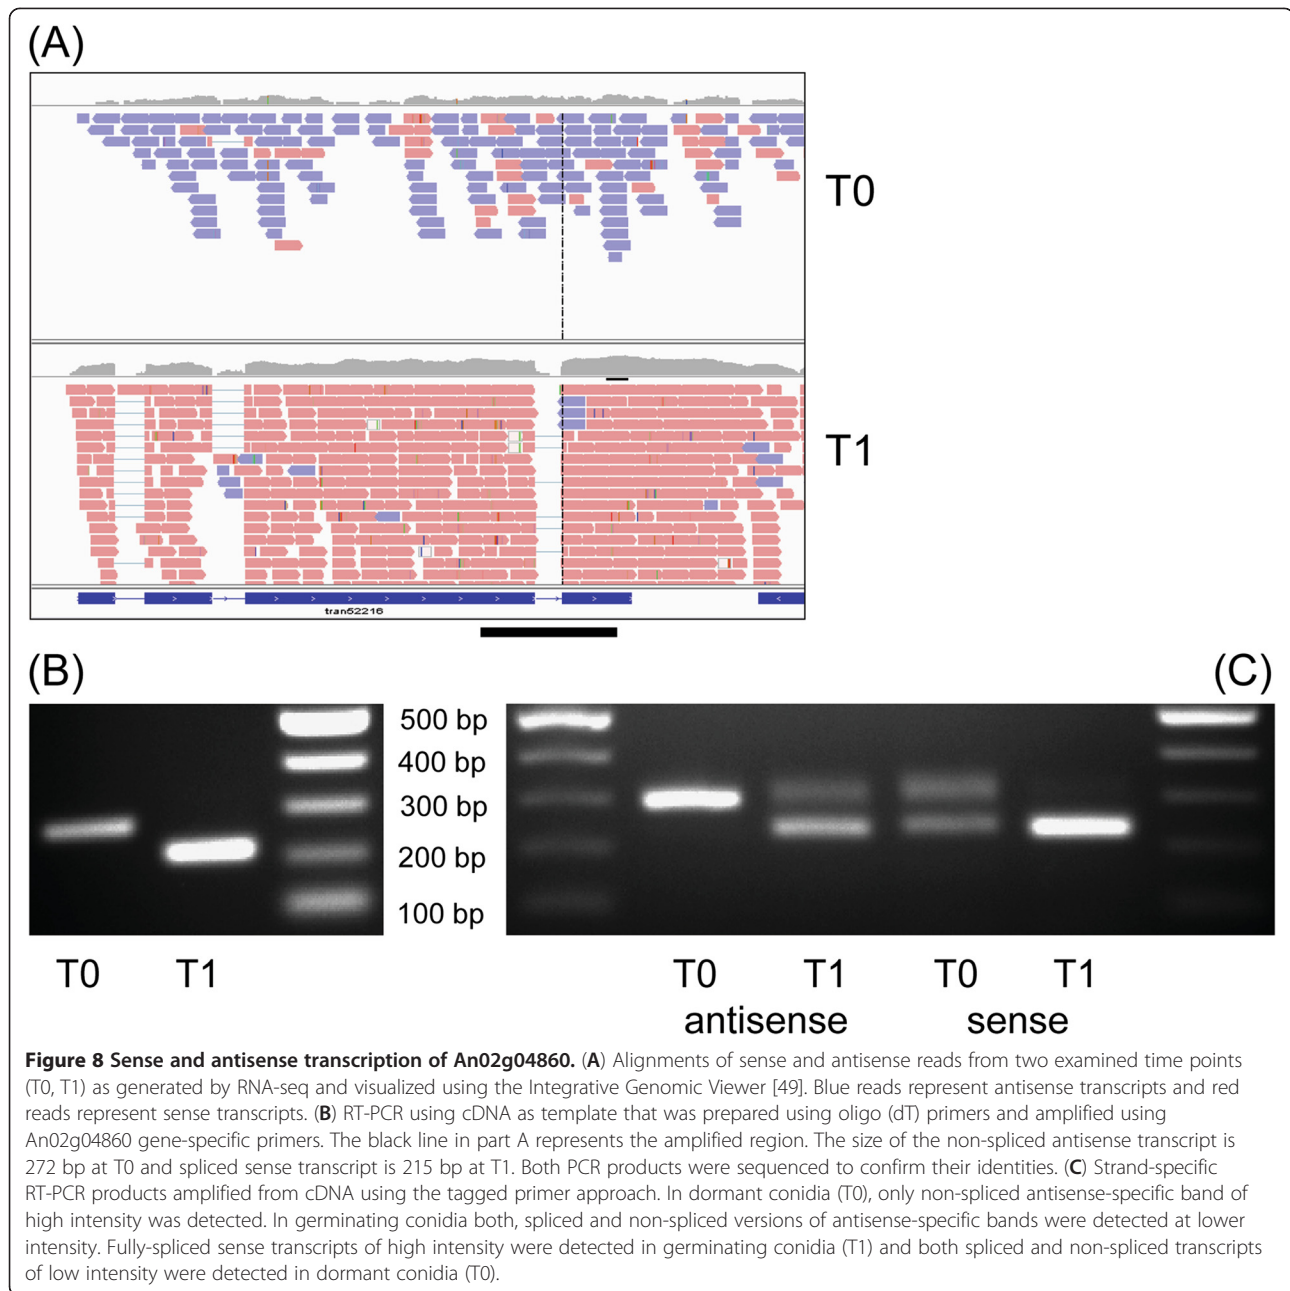 (A)
T0
T1
tran52216
(B)
(C)
500 bp
400 bp
300 bp
200 bp
100 bp
T0 T1
T0 T1 T0 T1
antisense sense
Figure 8 Sense and antisense transcription of An02g04860. (A) Alignments of sense and antisense reads from two examined time points
(T0, T1) as generated by RNA-seq and visualized using the Integrative Genomic Viewer [49]. Blue reads represent antisense transcripts and red
reads represent sense transcripts. (B) RT-PCR using cDNA as template that was prepared using oligo (dT) primers and amplified using
An02g04860 gene-specific primers. The black line in part A represents the amplified region. The size of the non-spliced antisense transcript is
272 bp at T0 and spliced sense transcript is 215 bp at T1. Both PCR products were sequenced to confirm their identities. (C) Strand-specific
RT-PCR products amplified from cDNA using the tagged primer approach. In dormant conidia (T0), only non-spliced antisense-specific band of
high intensity was detected. In germinating conidia both, spliced and non-spliced versions of antisense-specific bands were detected at lower
intensity. Fully-spliced sense transcripts of high intensity were detected in germinating conidia (T1) and both spliced and non-spliced transcripts
of low intensity were detected in dormant conidia (T0).